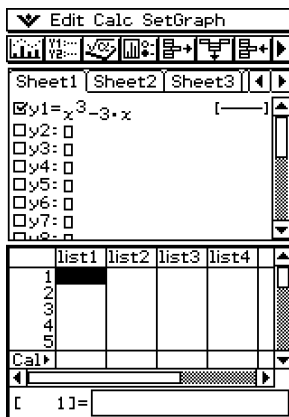 Edit Calc SetGraph
Sheet1 Sheet2 Sheet3
y1=x³-3·x [—]
y2:
y3:
y4:
y5:
y6:
y7:
list1 list2 list3 list4
1
2
3
4
5
Cal
[ 1]=